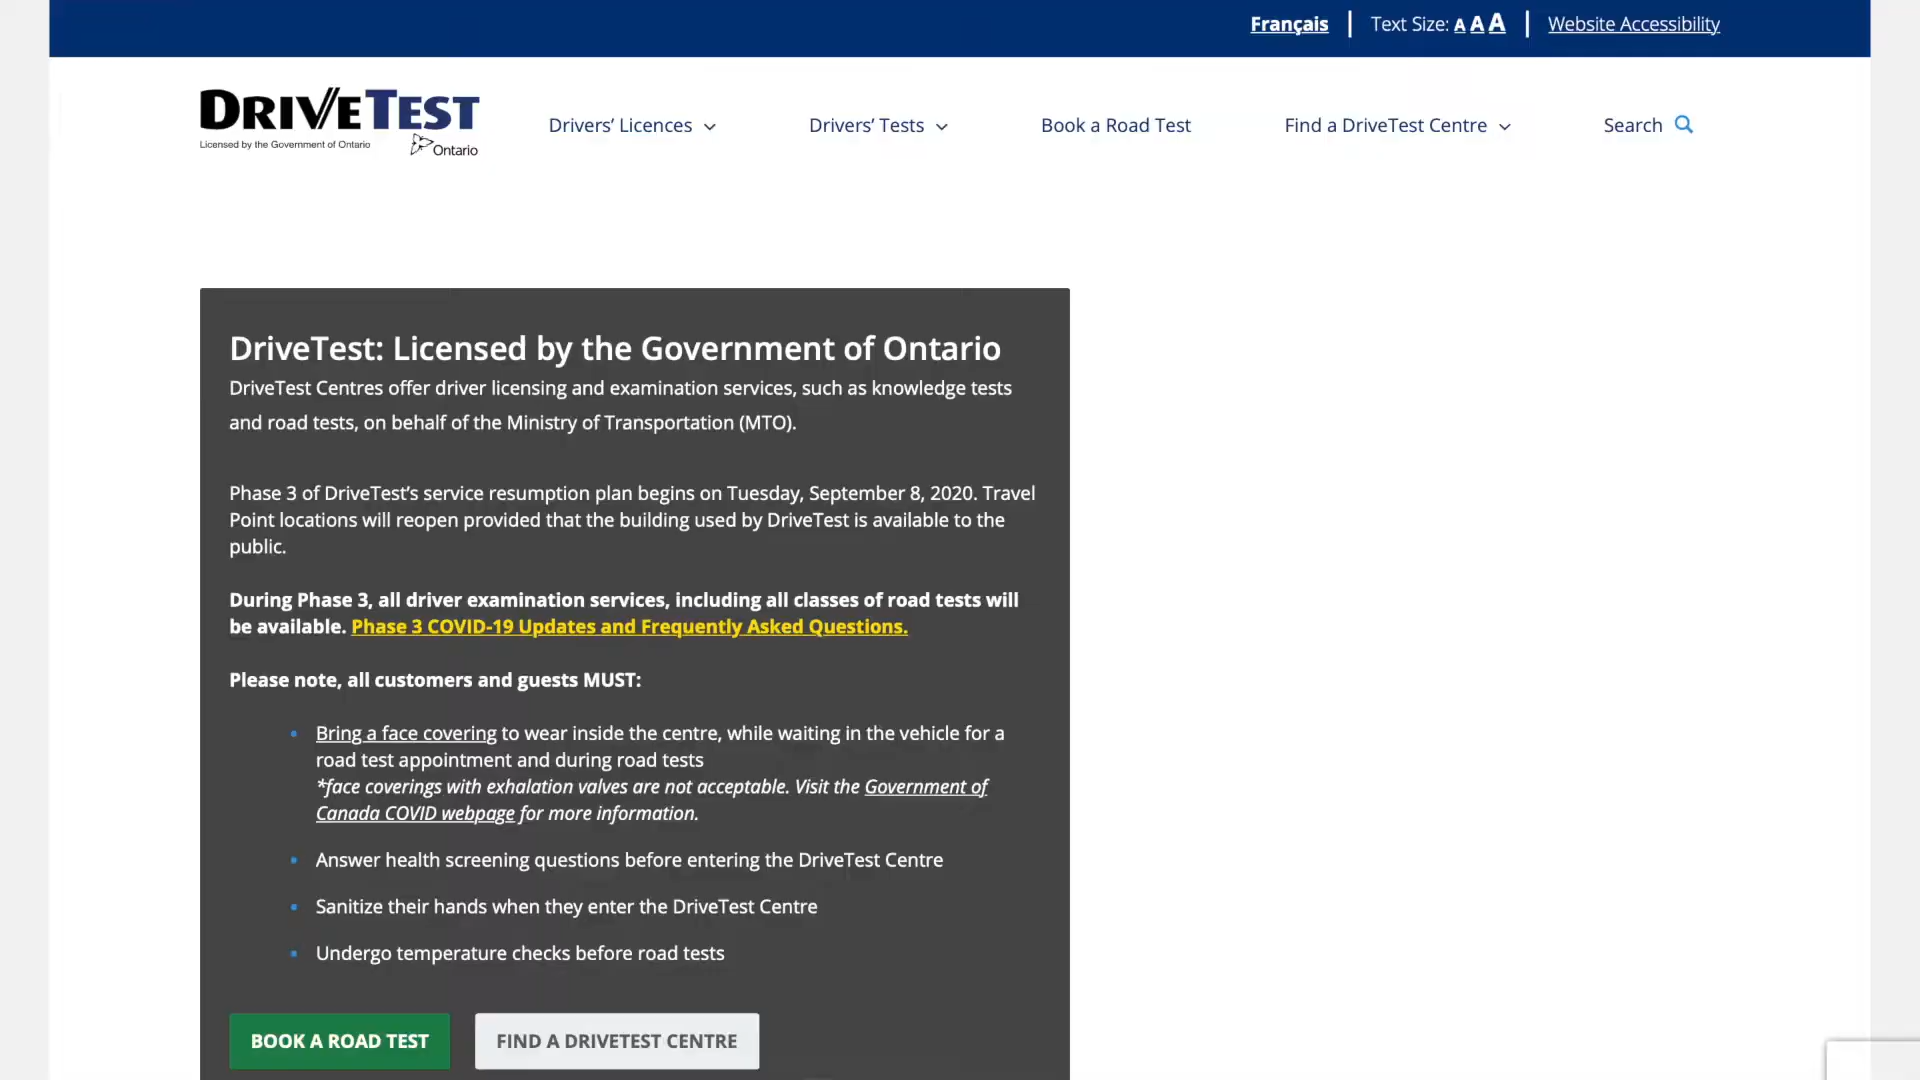 Français
Text Size: A A A
Website Accessibility
DRIVETEST
Licensed by the Government of Ontario
Ontario
Drivers’ Licences
Drivers’ Tests
Book a Road Test
Find a DriveTest Centre
Search
DriveTest: Licensed by the Government of Ontario
DriveTest Centres offer driver licensing and examination services, such as knowledge tests
and road tests, on behalf of the Ministry of Transportation (MTO).
Phase 3 of DriveTest’s service resumption plan begins on Tuesday, September 8, 2020. Travel
Point locations will reopen provided that the building used by DriveTest is available to the
public.
During Phase 3, all driver examination services, including all classes of road tests will
be available. Phase 3 COVID-19 Updates and Frequently Asked Questions.
Please note, all customers and guests MUST:
Bring a face covering to wear inside the centre, while waiting in the vehicle for a
road test appointment and during road tests
*face coverings with exhalation valves are not acceptable. Visit the Government of
Canada COVID webpage for more information.
Answer health screening questions before entering the DriveTest Centre
Sanitize their hands when they enter the DriveTest Centre
Undergo temperature checks before road tests
BOOK A ROAD TEST
FIND A DRIVETEST CENTRE